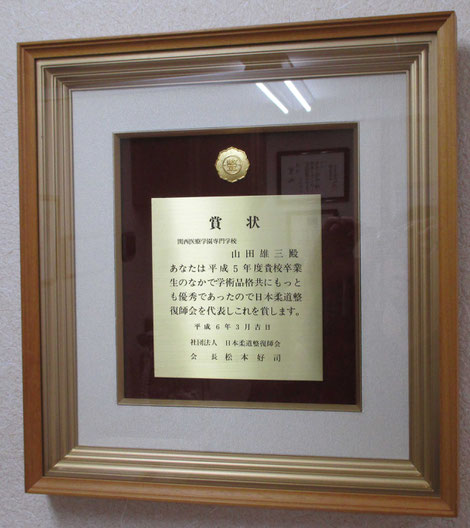 賞状
関西医療学園専門学校
山田雄三殿
あなたは平成5年度貴校卒業
生のなかで学術品格共にもっと
も優秀であったので日本柔道整
復師会を代表しこれを賞します。
平成6年3月吉日
社団法人 日本柔道整復師会
会長 松本好司